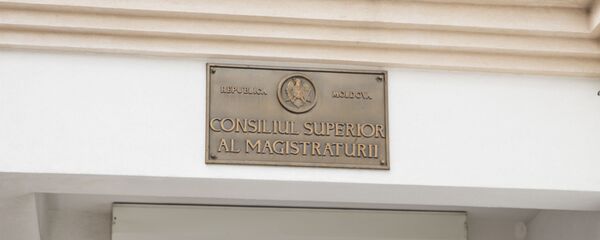 REPUBLICA MOLDOVA
CONSILIUL SUPERIOR
AL MAGISTRATURII